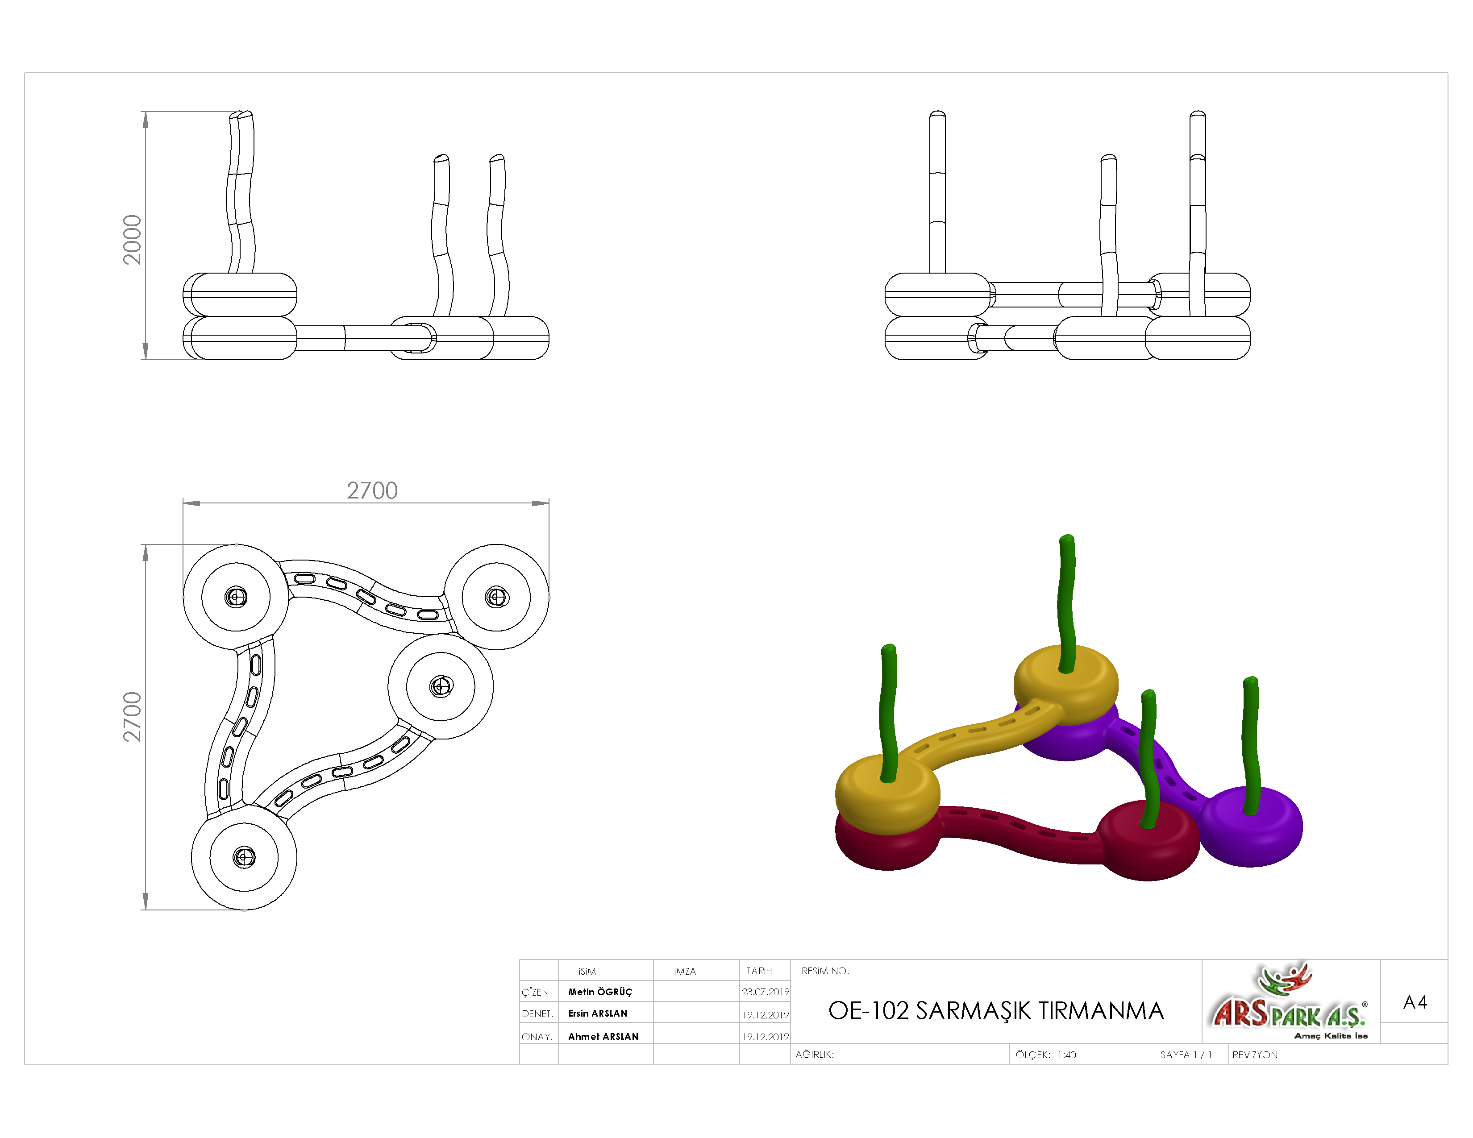 2000
2700
2700
İSİM
İMZA
TARİH
RESİM NO.
ÇİZEN.
Metin ÖGRÜÇ
23.07.2019
DENET.
Ersin ARSLAN
19.12.2019
ONAY.
Ahmet ARSLAN
19.12.2019
OE-102 SARMAŞIK TIRMANMA
ARSPARK A.Ş.®
Amaç Kalite İse
A4
AĞIRLIK:
ÖLÇEK: 1:40
SAYFA 1 / 1
REVİZYON